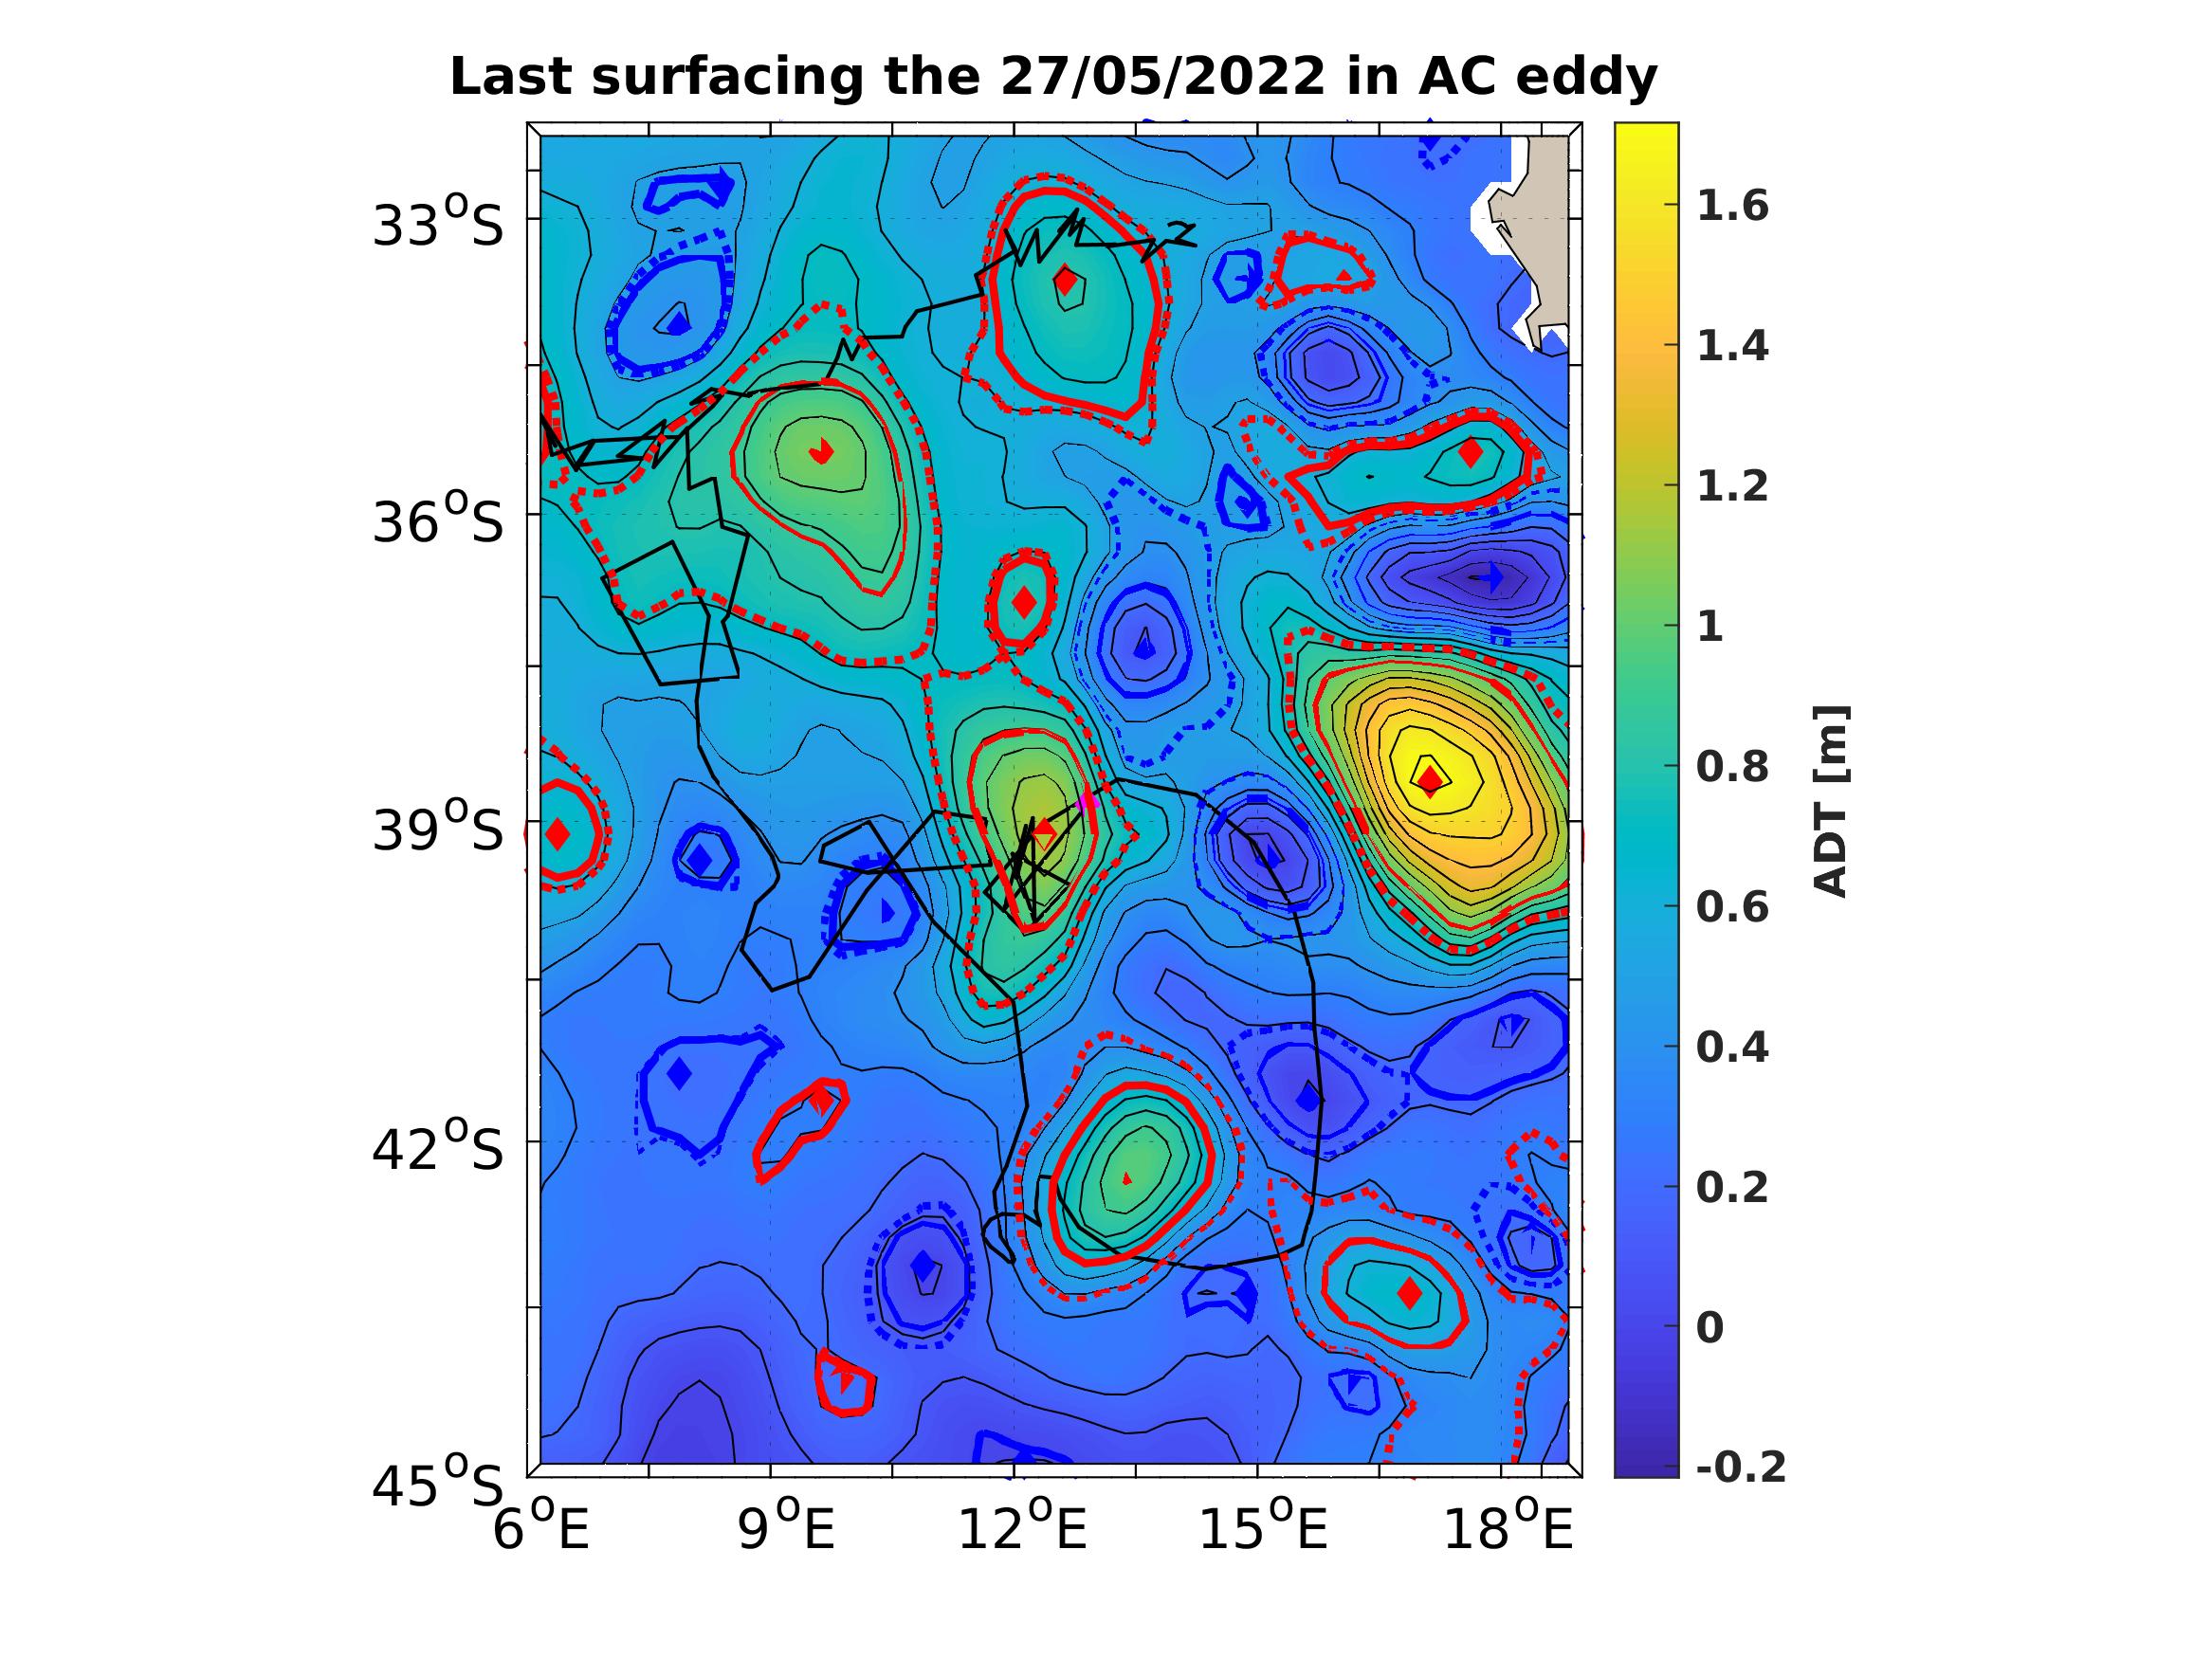 Last surfacing the 27/05/2022 in AC eddy
33°S
36°S
39°S
42°S
45°S
6°E
9°E
12°E
15°E
18°E
1.6
1.4
1.2
1
0.8
0.6
0.4
0.2
0
-0.2
ADT [m]